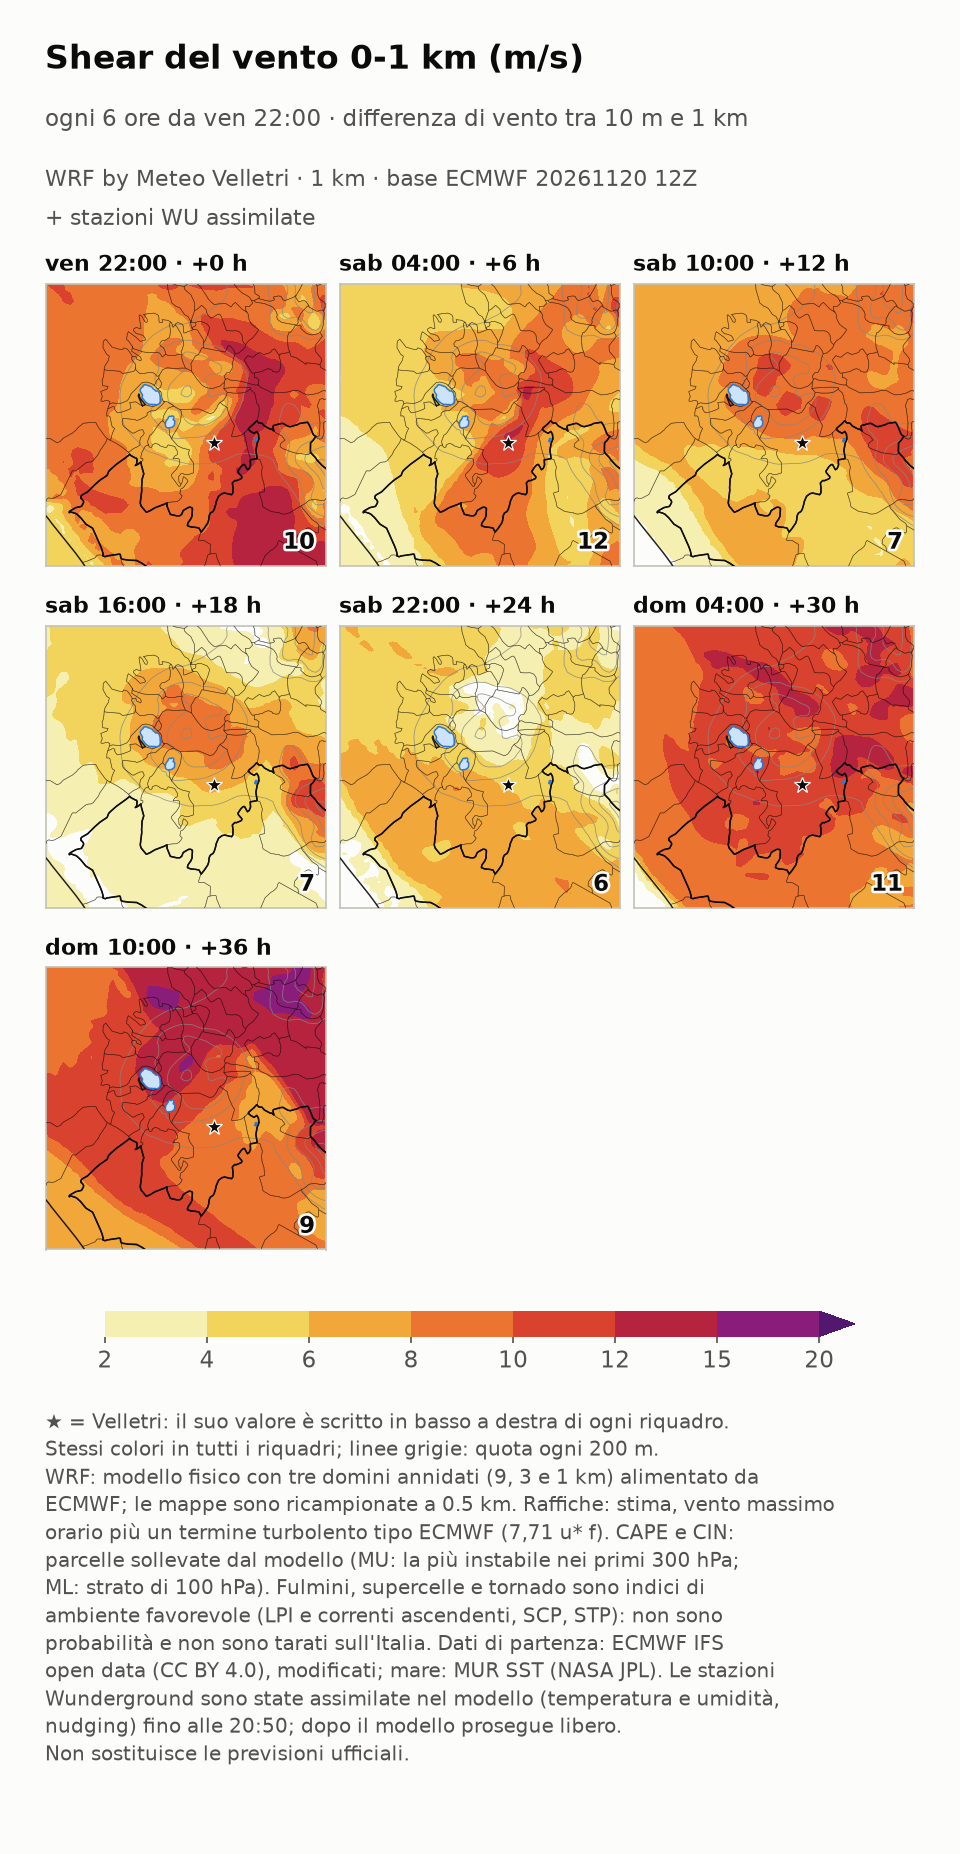 Shear del vento 0-1 km (m/s)
ogni 6 ore da ven 22:00 · differenza di vento tra 10 m e 1 km
WRF by Meteo Velletri · 1 km · base ECMWF 20261120 12Z
+ stazioni WU assimilate
ven 22:00 · +0 h
sab 04:00 · +6 h
sab 10:00 · +12 h
10
12
7
sab 16:00 · +18 h
sab 22:00 · +24 h
dom 04:00 · +30 h
7
6
11
dom 10:00 · +36 h
9
2 4 6 8 10 12 15 20
★ = Velletri: il suo valore è scritto in basso a destra di ogni riquadro.
Stessi colori in tutti i riquadri; linee grigie: quota ogni 200 m.
WRF: modello fisico con tre domini annidati (9, 3 e 1 km) alimentato da
ECMWF; le mappe sono ricampionate a 0.5 km. Raffiche: stima, vento massimo
orario più un termine turbolento tipo ECMWF (7,71 u* f). CAPE e CIN:
parcelle sollevate dal modello (MU: la più instabile nei primi 300 hPa;
ML: strato di 100 hPa). Fulmini, supercelle e tornado sono indici di
ambiente favorevole (LPI e correnti ascendenti, SCP, STP): non sono
probabilità e non sono tarati sull'Italia. Dati di partenza: ECMWF IFS
open data (CC BY 4.0), modificati; mare: MUR SST (NASA JPL). Le stazioni
Wunderground sono state assimilate nel modello (temperatura e umidità,
nudging) fino alle 20:50; dopo il modello prosegue libero.
Non sostituisce le previsioni ufficiali.